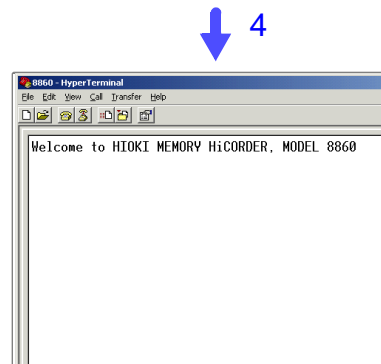 4
8860 - HyperTerminal
File Edit View Call Transfer Help
Welcome to HIOKI MEMORY HiCORDER, MODEL 8860